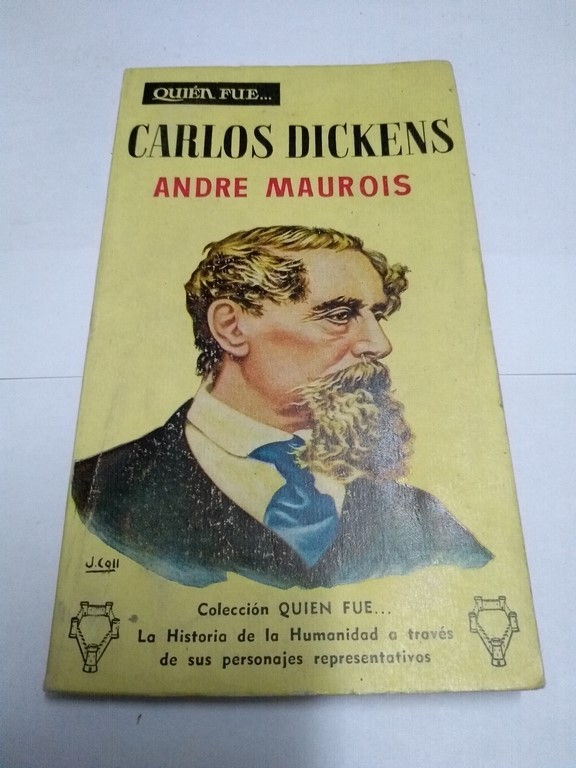 QUIÉN FUE...
CARLOS DICKENS
ANDRE MAUROIS
J. Coll
Colección QUIEN FUE...
La Historia de la Humanidad a través
de sus personajes representativos